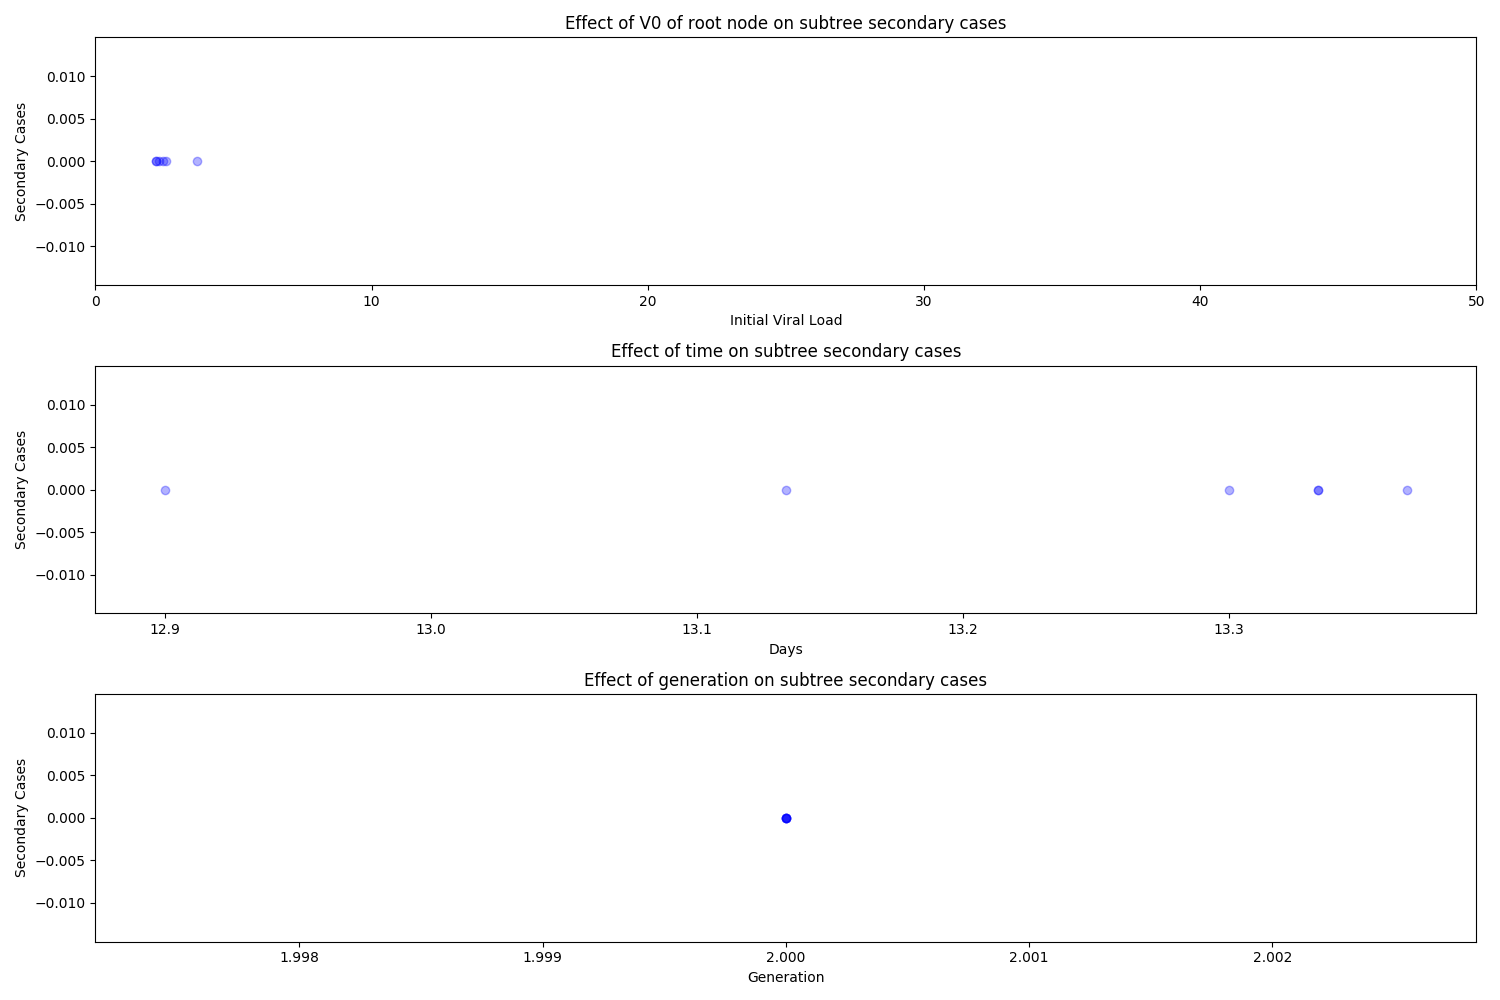 Effect of V0 of root node on subtree secondary cases
Secondary Cases
0.010
0.005
0.000
−0.005
−0.010
0 10 20 30 40 50
Initial Viral Load
Effect of time on subtree secondary cases
Secondary Cases
0.010
0.005
0.000
−0.005
−0.010
12.9 13.0 13.1 13.2 13.3
Days
Effect of generation on subtree secondary cases
Secondary Cases
0.010
0.005
0.000
−0.005
−0.010
1.998 1.999 2.000 2.001 2.002
Generation